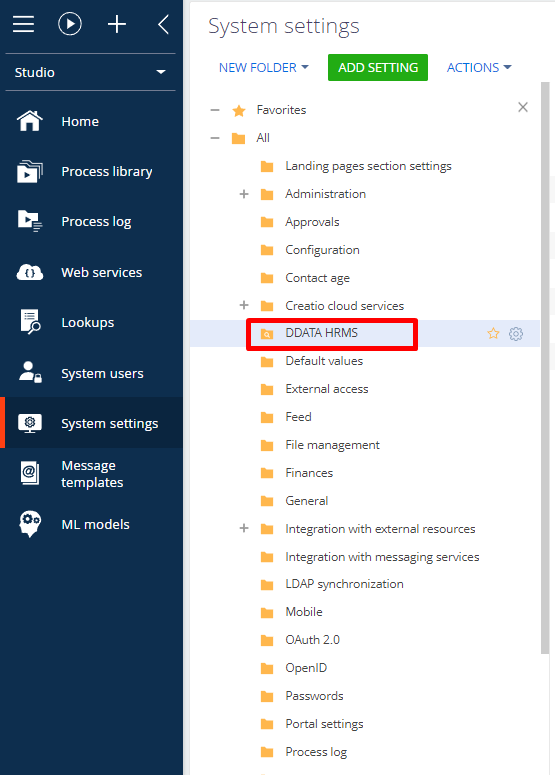 Studio
Home
Process library
Process log
Web services
Lookups
System users
System settings
Message
templates
ML models
System settings
NEW FOLDER
ADD SETTING
ACTIONS
Favorites
All
Landing pages section settings
Administration
Approvals
Configuration
Contact age
Creatio cloud services
DDATA HRMS
Default values
External access
Feed
File management
Finances
General
Integration with external resources
Integration with messaging services
LDAP synchronization
Mobile
OAuth 2.0
OpenID
Passwords
Portal settings
Process log